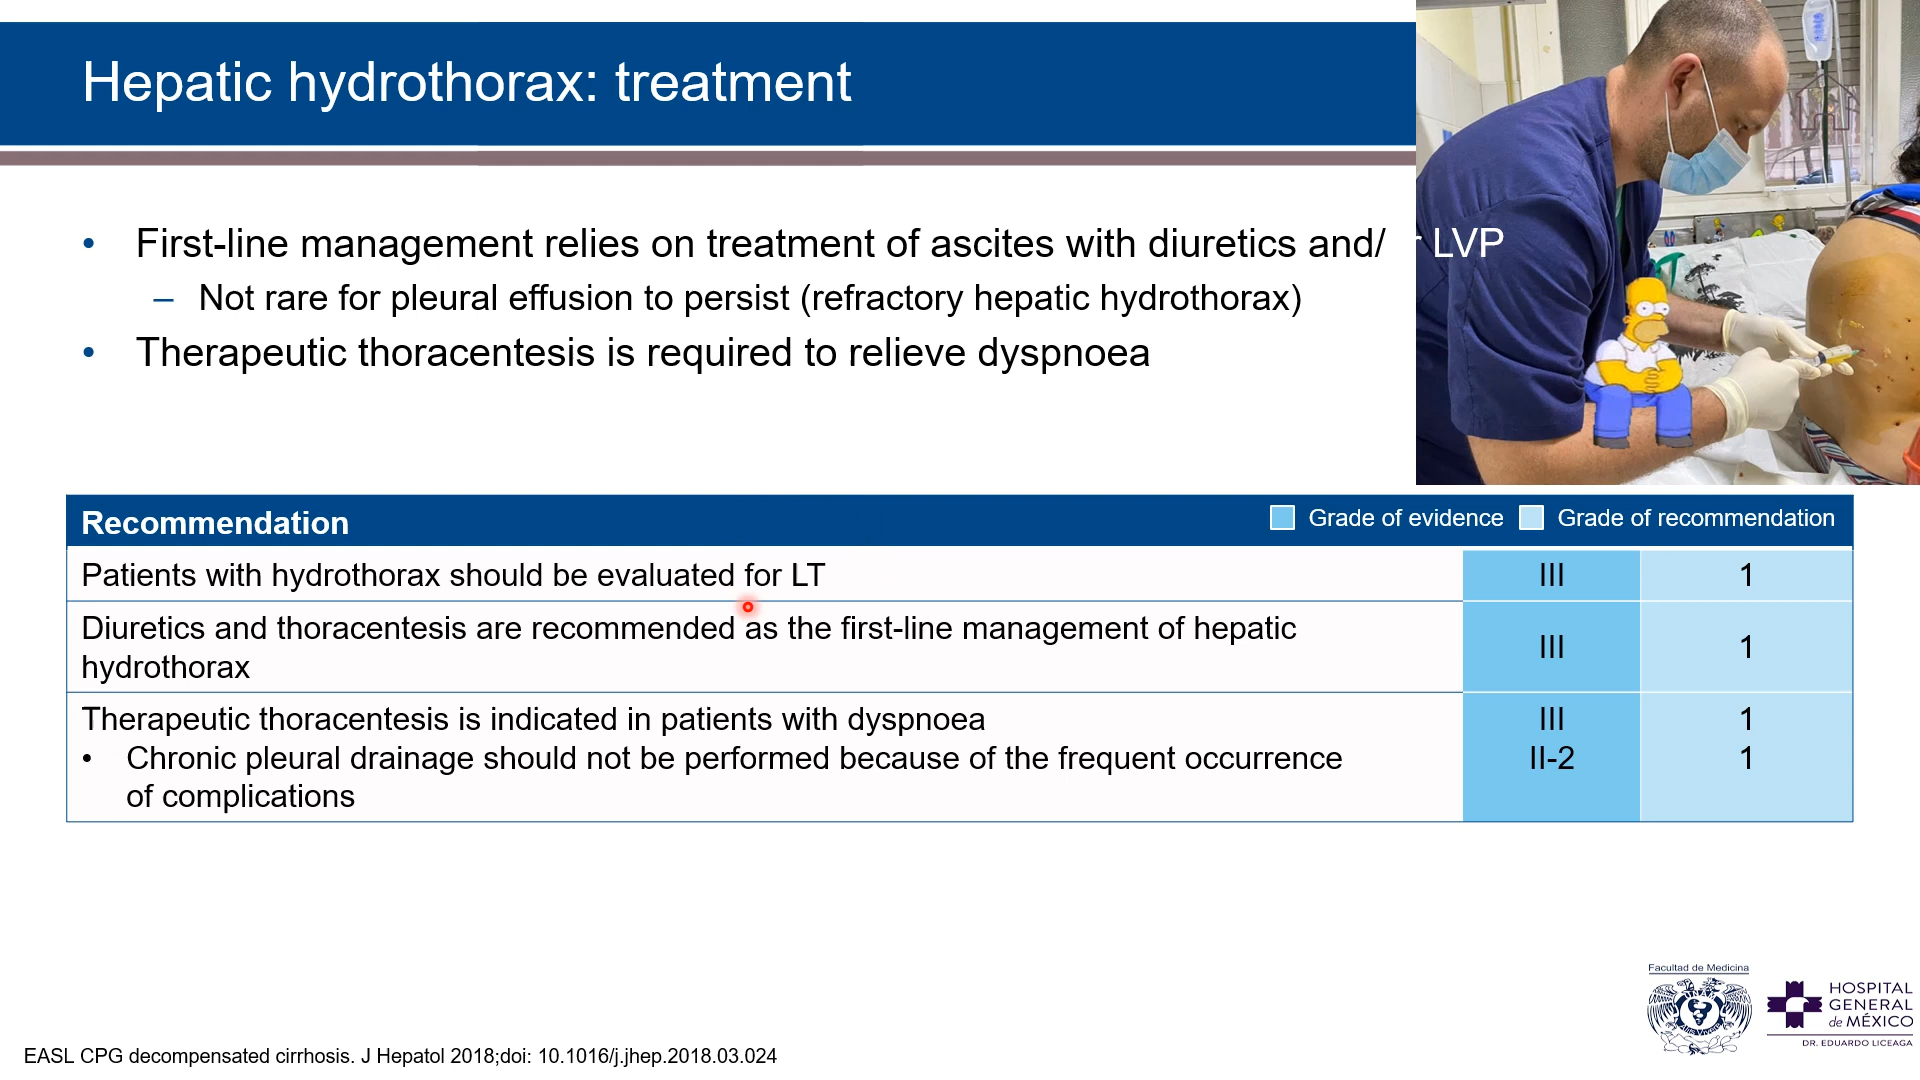 Hepatic hydrothorax: treatment
• First-line management relies on treatment of ascites with diuretics and/ r LVP
– Not rare for pleural effusion to persist (refractory hepatic hydrothorax)
• Therapeutic thoracentesis is required to relieve dyspnoea
Recommendation Grade of evidence Grade of recommendation
Patients with hydrothorax should be evaluated for LT III 1
Diuretics and thoracentesis are recommended as the first-line management of hepatic
hydrothorax III 1
Therapeutic thoracentesis is indicated in patients with dyspnoea III 1
• Chronic pleural drainage should not be performed because of the frequent occurrence II-2 1
of complications
Facultad de Medicina
HOSPITAL
GENERAL
de MÉXICO
DR. EDUARDO LICEAGA
EASL CPG decompensated cirrhosis. J Hepatol 2018;doi: 10.1016/j.jhep.2018.03.024